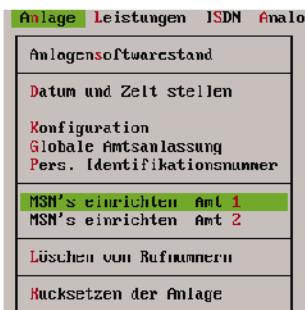 Anlage Leistungen ISDN Analo
Anlagensoftwarestand
Datum und Zeit stellen
Konfiguration
Globale Amtsanlassung
Pers. Identifikationsnummer
MSN's einrichten Amt 1
MSN's einrichten Amt 2
Löschen von Rufnummern
Rücksetzen der Anlage